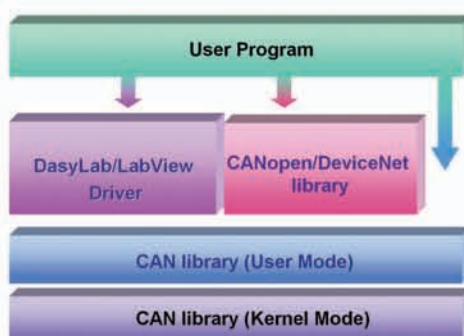 User Program
DasyLab/LabView
Driver
CANopen/DeviceNet
library
CAN library (User Mode)
CAN library (Kernel Mode)